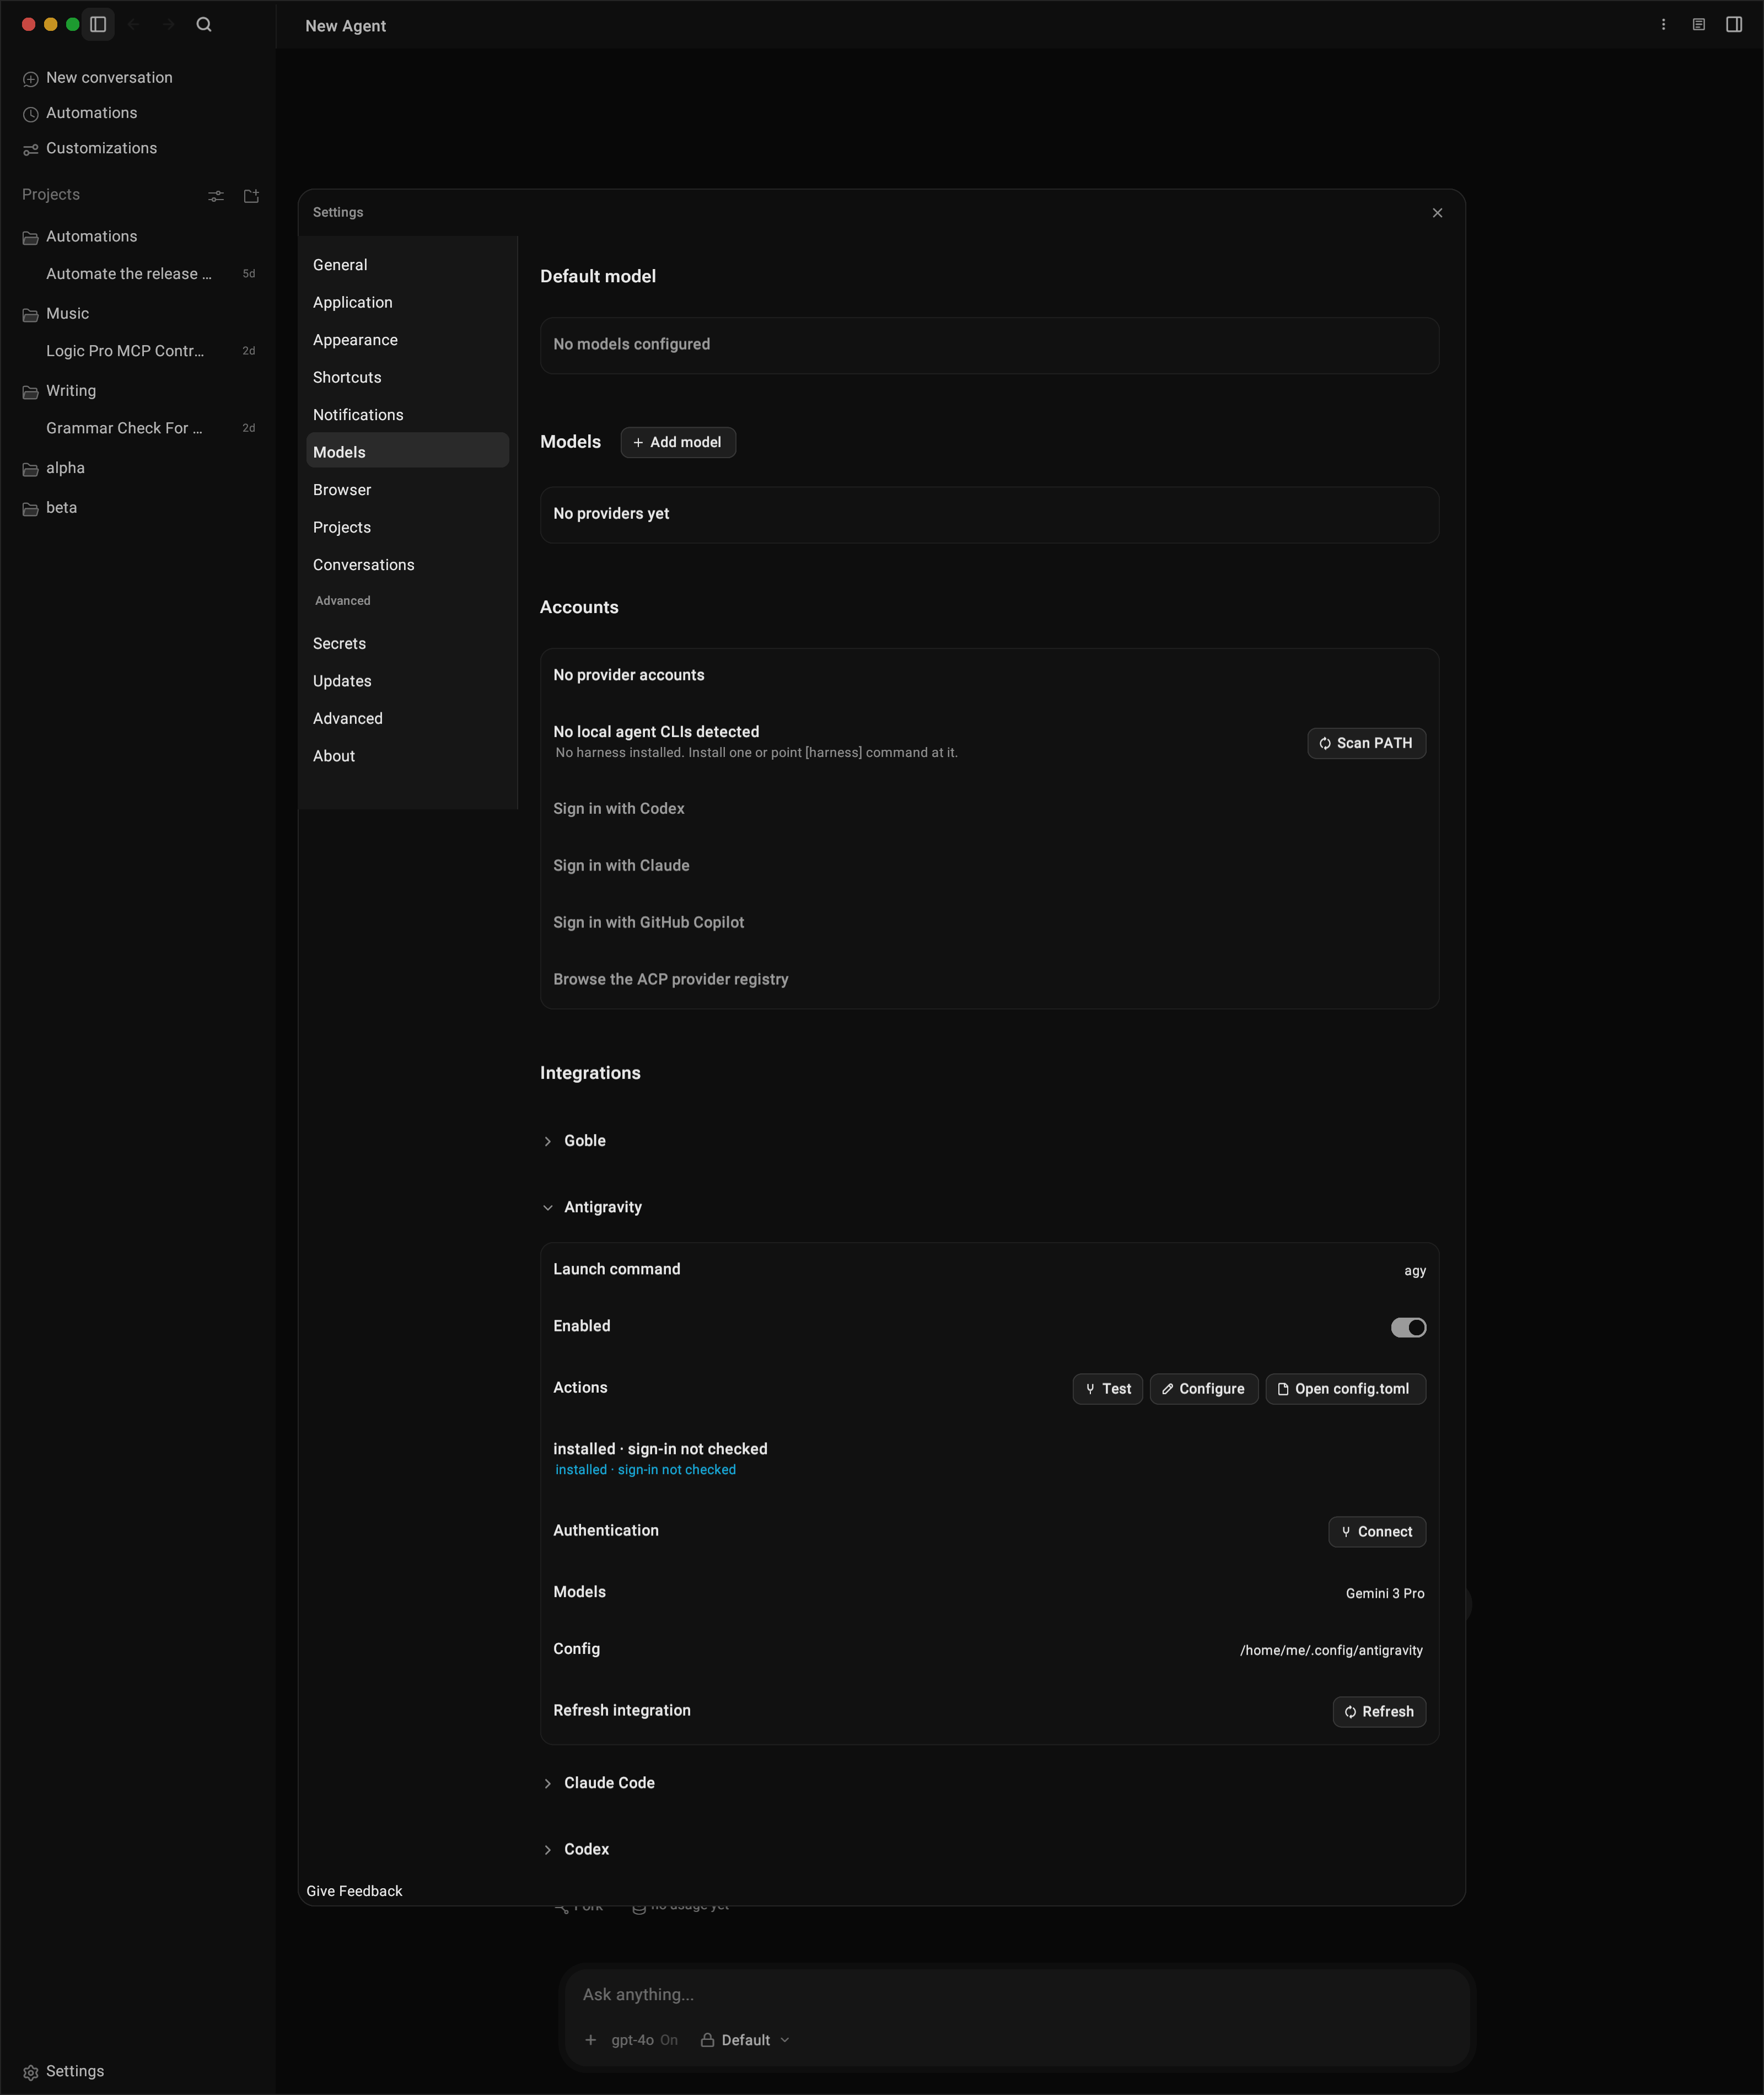 New Agent
New conversation
Automations
Customizations
Projects
Automations
Automate the release ... 5d
Music
Logic Pro MCP Contr... 2d
Writing
Grammar Check For ... 2d
alpha
beta
Settings
Settings
General
Application
Appearance
Shortcuts
Notifications
Models
Browser
Projects
Conversations
Advanced
Secrets
Updates
Advanced
About
Give Feedback
Default model
No models configured
Models + Add model
No providers yet
Accounts
No provider accounts
No local agent CLIs detected
No harness installed. Install one or point [harness] command at it.
Scan PATH
Sign in with Codex
Sign in with Claude
Sign in with GitHub Copilot
Browse the ACP provider registry
Integrations
Goble
Antigravity
Launch command agy
Enabled
Actions Test Configure Open config.toml
installed · sign-in not checked
installed · sign-in not checked
Authentication Connect
Models Gemini 3 Pro
Config /home/me/.config/antigravity
Refresh integration Refresh
Claude Code
Codex
Fork no usage yet
Ask anything...
+ gpt-4o On Default